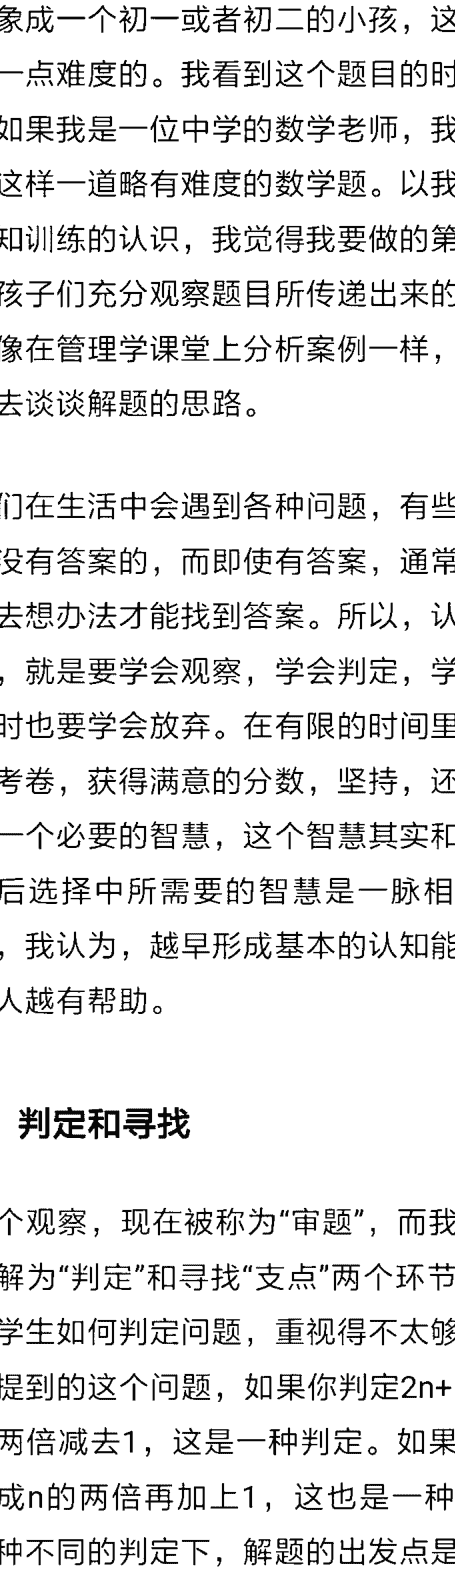 象成一个初一或者初二的小孩，这
一点难度的。我看到这个题目的时
如果我是一位中学的数学老师，我
这样一道略有难度的数学题。以我
知训练的认识，我觉得我要做的第
孩子们充分观察题目所传递出来的
像在管理学课堂上分析案例一样，
去谈谈解题的思路。
们在生活中会遇到各种问题，有些
没有答案的，而即使有答案，通常
去想办法才能找到答案。所以，认
，就是要学会观察，学会判定，学
时也要学会放弃。在有限的时间里
考卷，获得满意的分数，坚持，还
一个必要的智慧，这个智慧其实和
后选择中所需要的智慧是一脉相
，我认为，越早形成基本的认知能
人越有帮助。
判定和寻找
个观察，现在被称为“审题”，而我
解为“判定”和寻找“支点”两个环节
学生如何判定问题，重视得不太够
提到的这个问题，如果你判定2n+
两倍减去1，这是一种判定。如果
成n的两倍再加上1，这也是一种
种不同的判定下，解题的出发点是